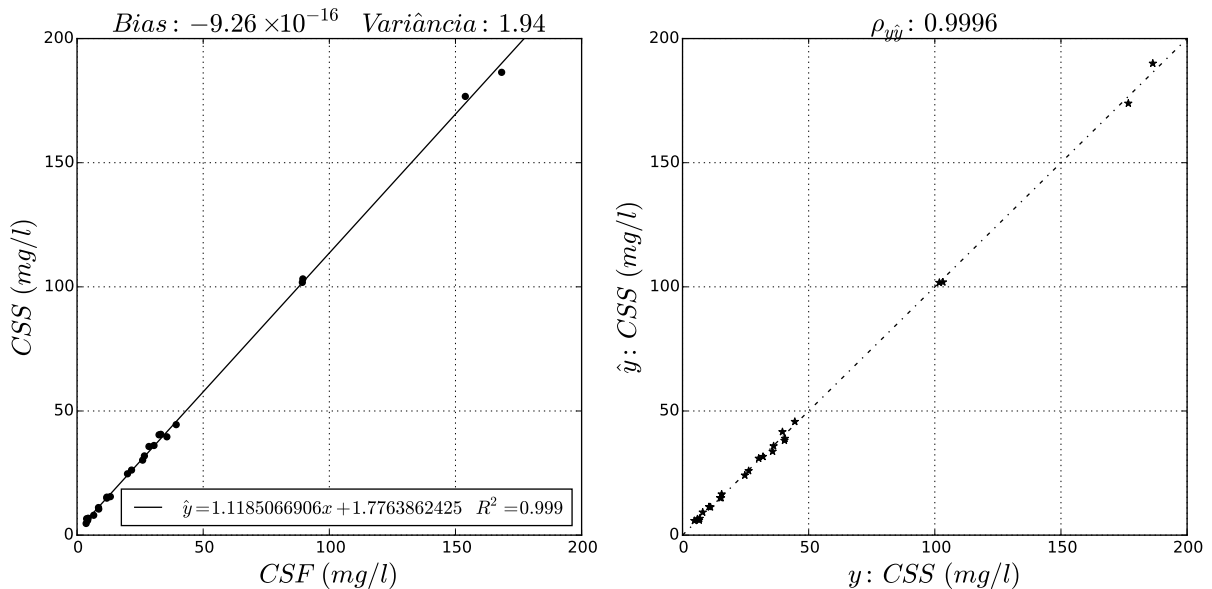 Bias: −9.26 ×10⁻¹⁶ Variância: 1.94
200
150
100
50
0
CSS (mg/l)
ŷ=1.1185066906x+1.7763862425 R²=0.999
0 50 100 150 200
CSF (mg/l)
ρyŷ: 0.9996
200
150
100
50
0
ŷ: CSS (mg/l)
0 50 100 150 200
y: CSS (mg/l)